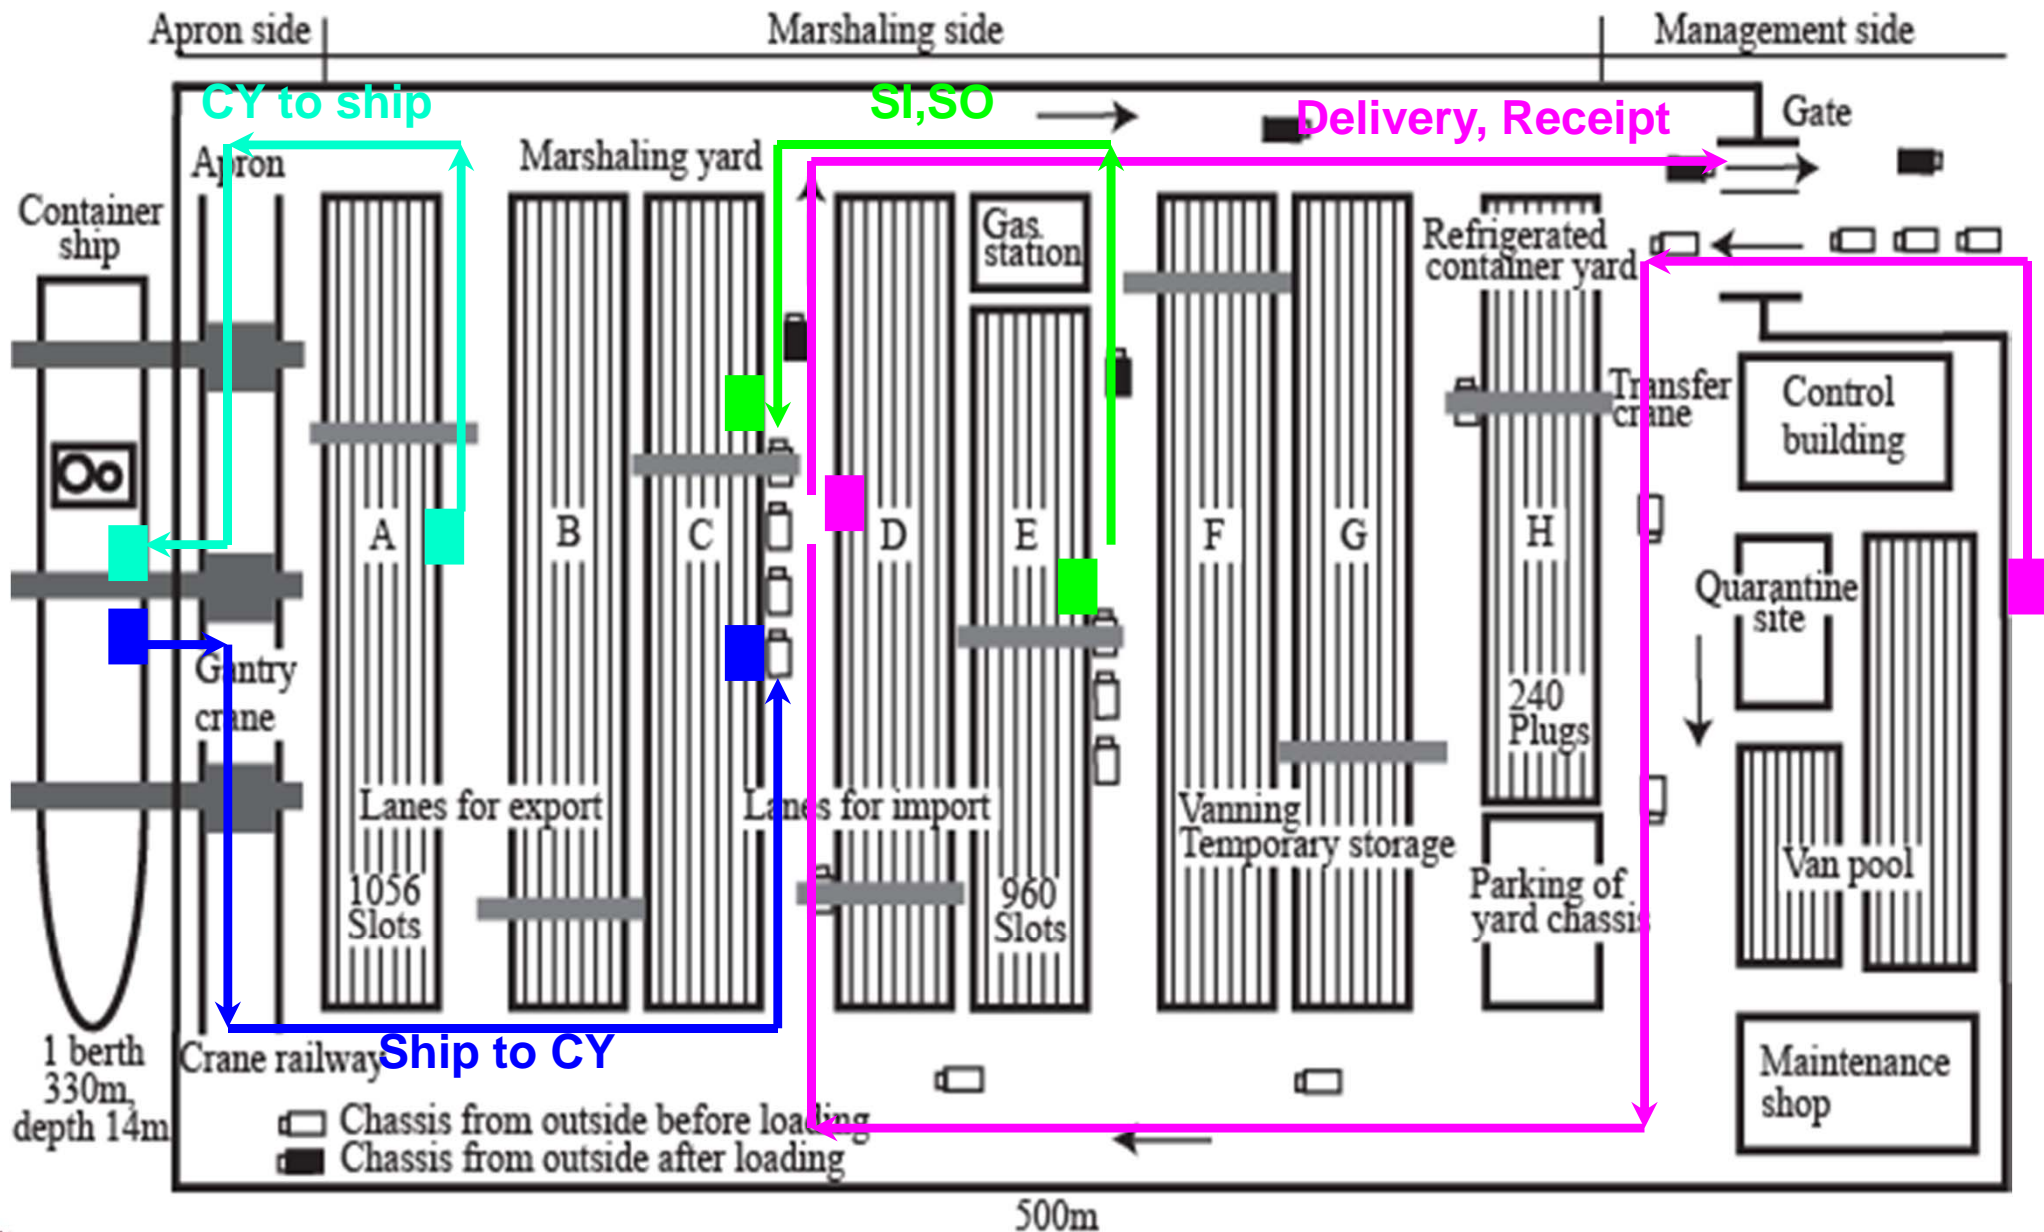 Apron side
Marshaling side
Management side
CY to ship
SI,SO
Delivery, Receipt
Gate
Apron
Marshaling yard
Container
ship
Gas
station
Refrigerated
container yard
Transfer
crane
Control
building
A
B
C
D
E
F
G
H
Quarantine
site
Gantry
crane
240
Plugs
Lanes for export
Lanes for import
Vanning
Temporary storage
Van pool
1056
Slots
960
Slots
Parking of
yard chassis
1 berth
330m,
depth 14m
Crane railway
Ship to CY
Maintenance
shop
Chassis from outside before loading
Chassis from outside after loading
500m